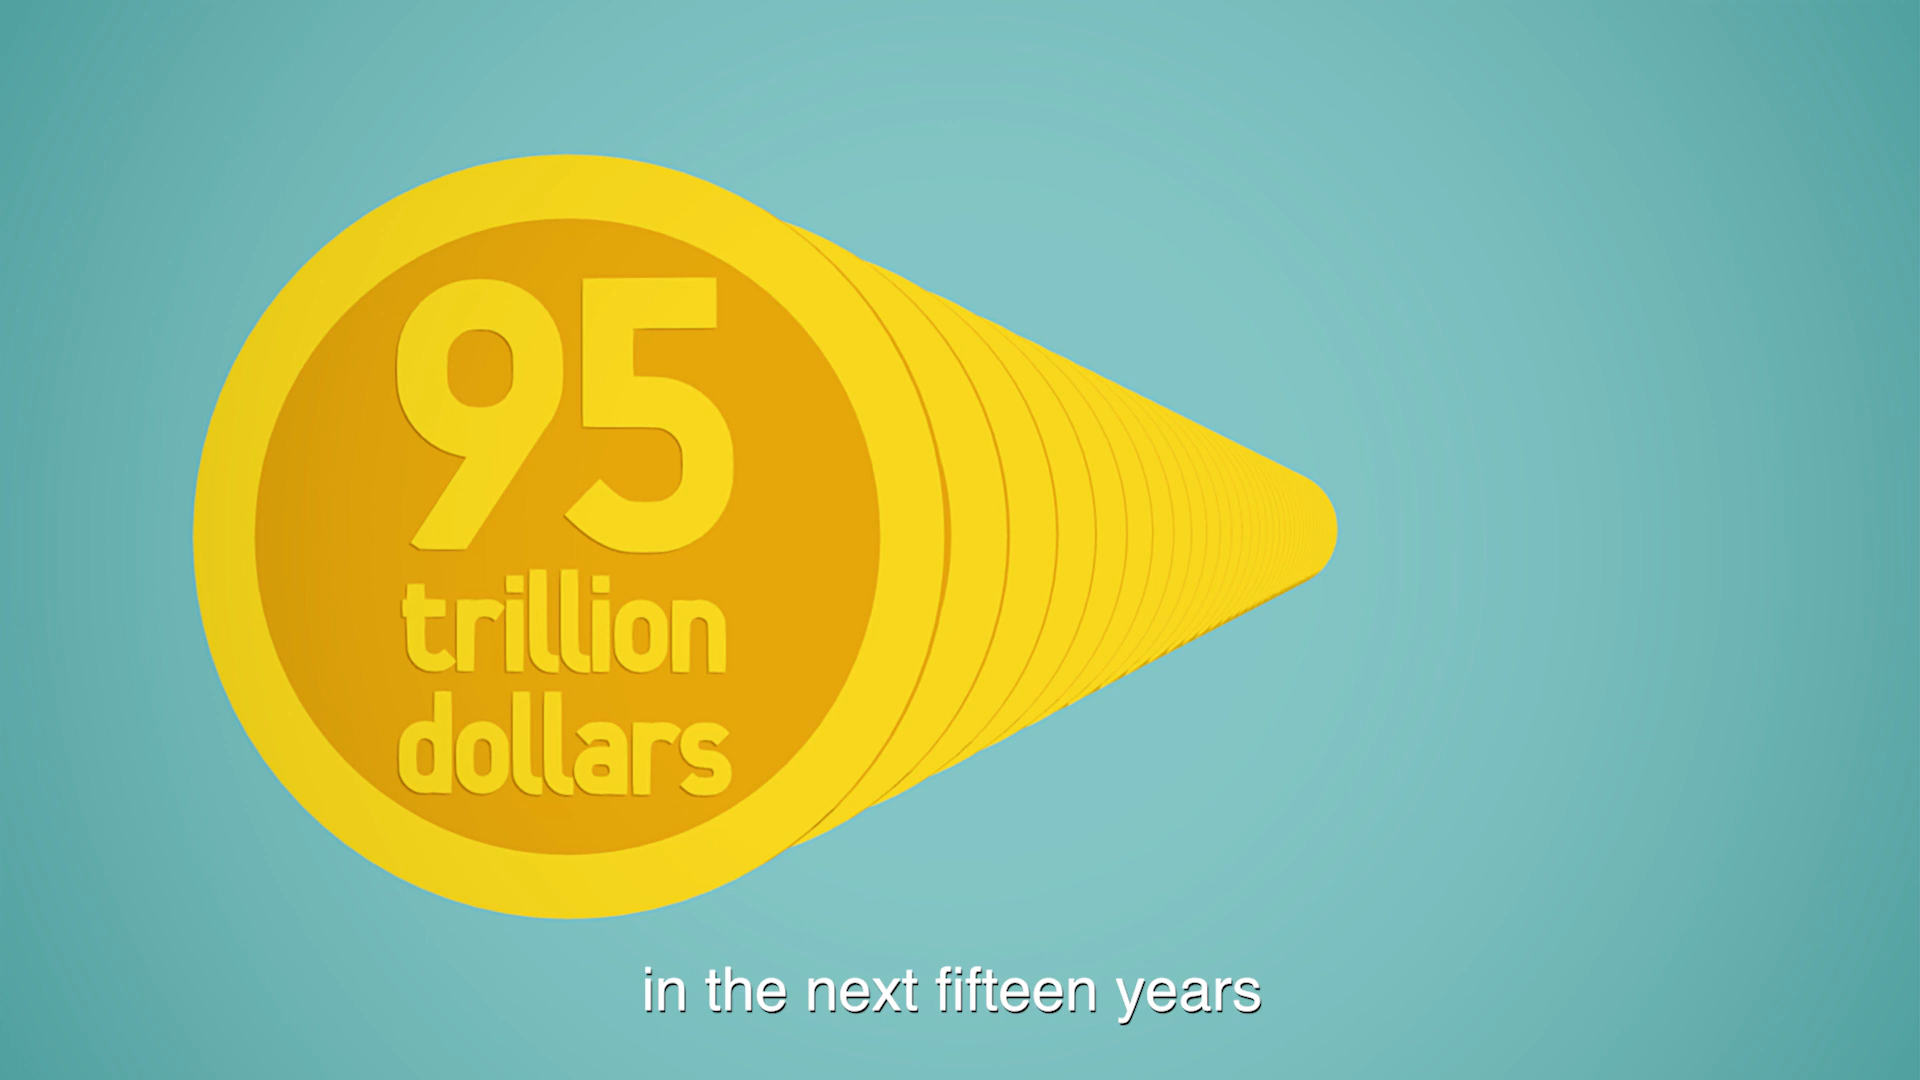 95
trillion
dollars
in the next fifteen years